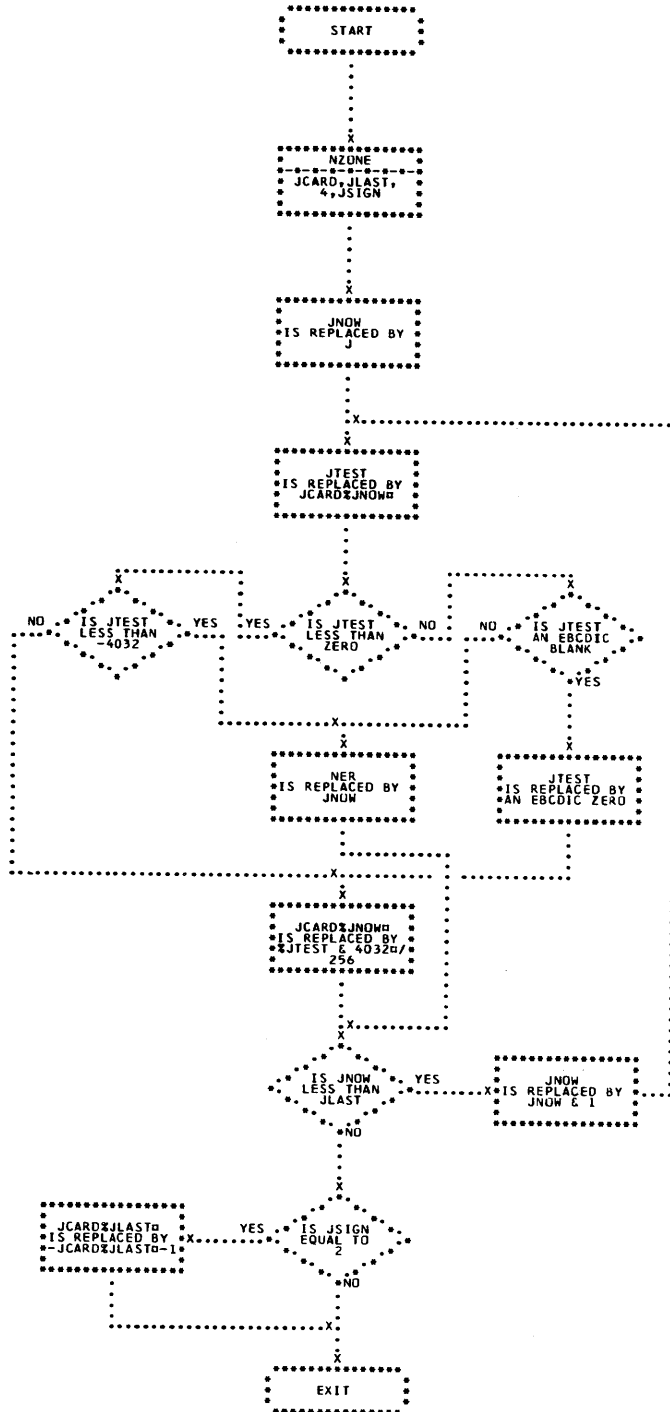 START
NZONE
JCARD,JLAST,
4,JSIGN
JNOW
IS REPLACED BY
J
JTEST
IS REPLACED BY
JCARD%JNOW¤
NO
IS JTEST
LESS THAN
-4032
YES
YES
IS JTEST
LESS THAN
ZERO
NO
NO
IS JTEST
AN EBCDIC
BLANK
YES
NER
IS REPLACED BY
JNOW
JTEST
IS REPLACED BY
AN EBCDIC ZERO
JCARD%JNOW¤
IS REPLACED BY
%JTEST & 4032¤/
256
IS JNOW
LESS THAN
JLAST
YES
NO
JNOW
IS REPLACED BY
JNOW & 1
JCARD%JLAST¤
IS REPLACED BY
-JCARD%JLAST¤-1
YES
IS JSIGN
EQUAL TO
2
NO
EXIT